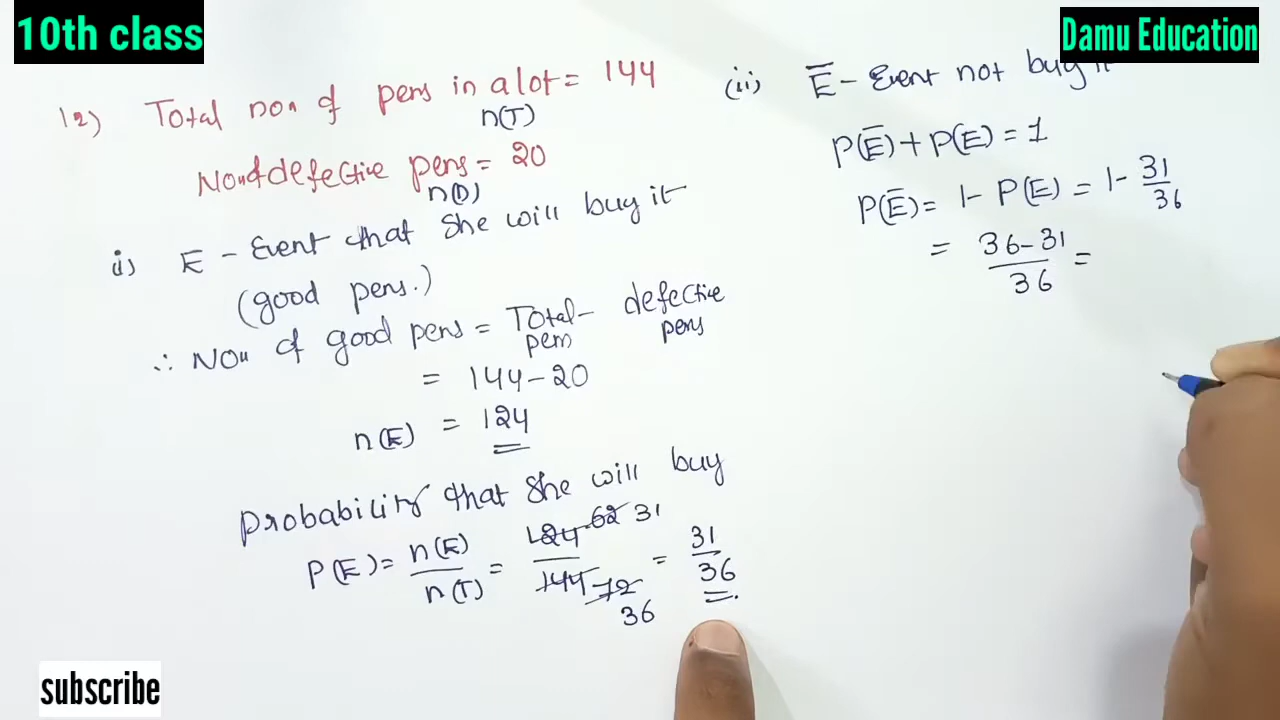 10th class
Damu Education
12) Total non of pens in a lot = 144
n(T)
Non of defective pens = 20
n(D)
i) E - Event that she will buy it
(good pens.)
∴ Non of good pens = Total pens - defective pens
= 144 - 20
n(E) = 124
Probability that she will buy
P(E) = n(E)/n(T) = 124 62 31/144 72 36 = 31/36
(ii) E̅ - Event not buy it
P(E̅) + P(E) = 1
P(E̅) = 1 - P(E) = 1 - 31/36
= 36 - 31/36 =
subscribe